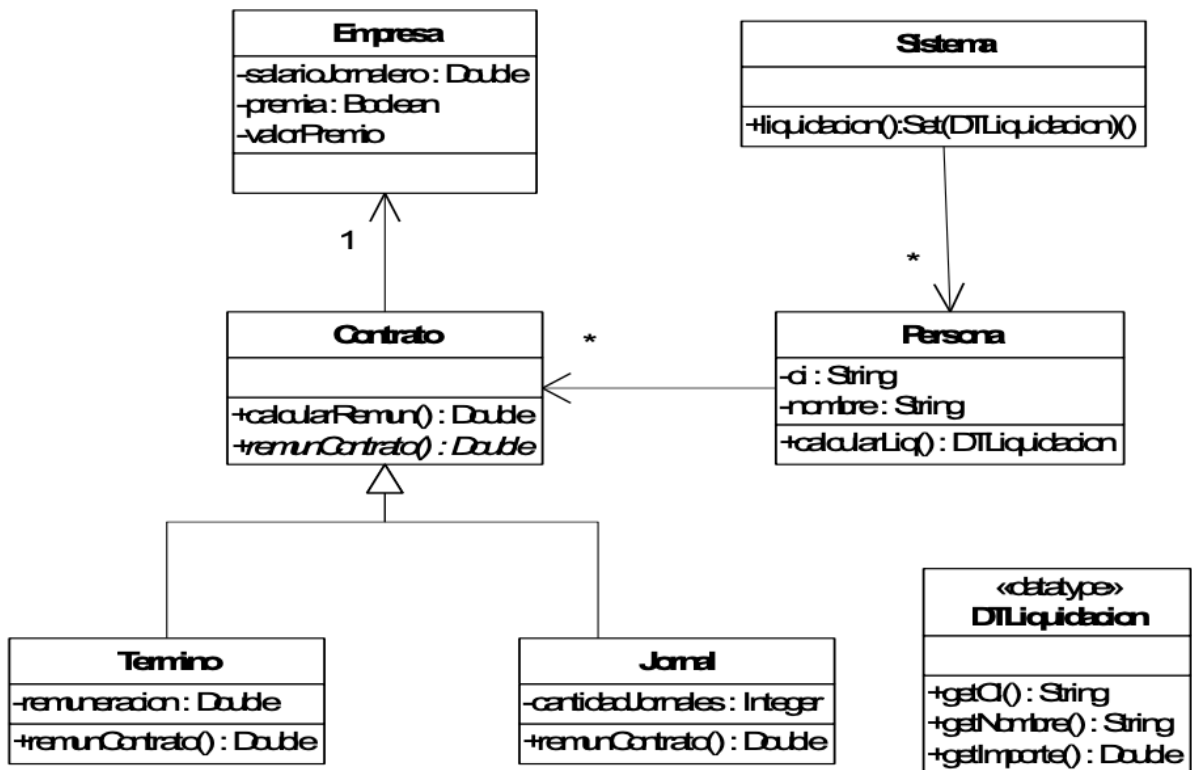 Empresa
-salarioJornalero : Double
-premia : Boolean
-valorPremio
Sistema
+liquidacion():Set(DTLiquidacion)()
1
*
Contrato
+calcularRemun() : Double
+remunContrato() : Double
*
Persona
-ci : String
-nombre : String
+calcularLiq() : DTLiquidacion
Termino
-remuneracion : Double
+remunContrato() : Double
Jornal
-cantidadJornales : Integer
+remunContrato() : Double
«datatype»
DTLiquidacion
+getCI() : String
+getNombre() : String
+getImporte() : Double